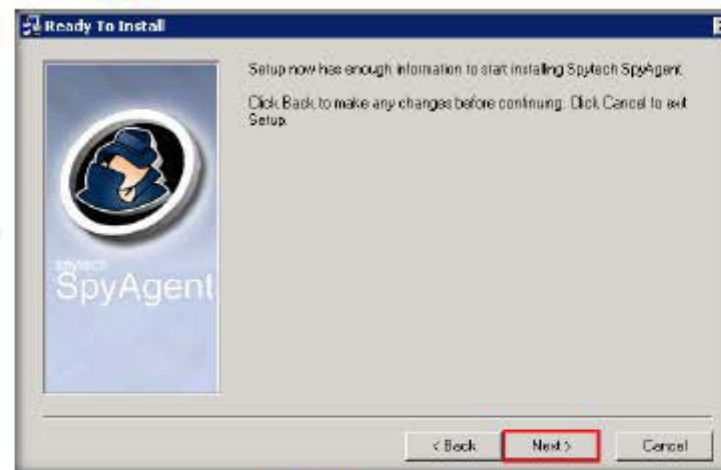 Ready To Install
Setup now has enough information to start installing Spytech SpyAgent.
Click Back to make any changes before continuing. Click Cancel to exit
Setup.
spytech
SpyAgent
< Back
Next >
Cancel